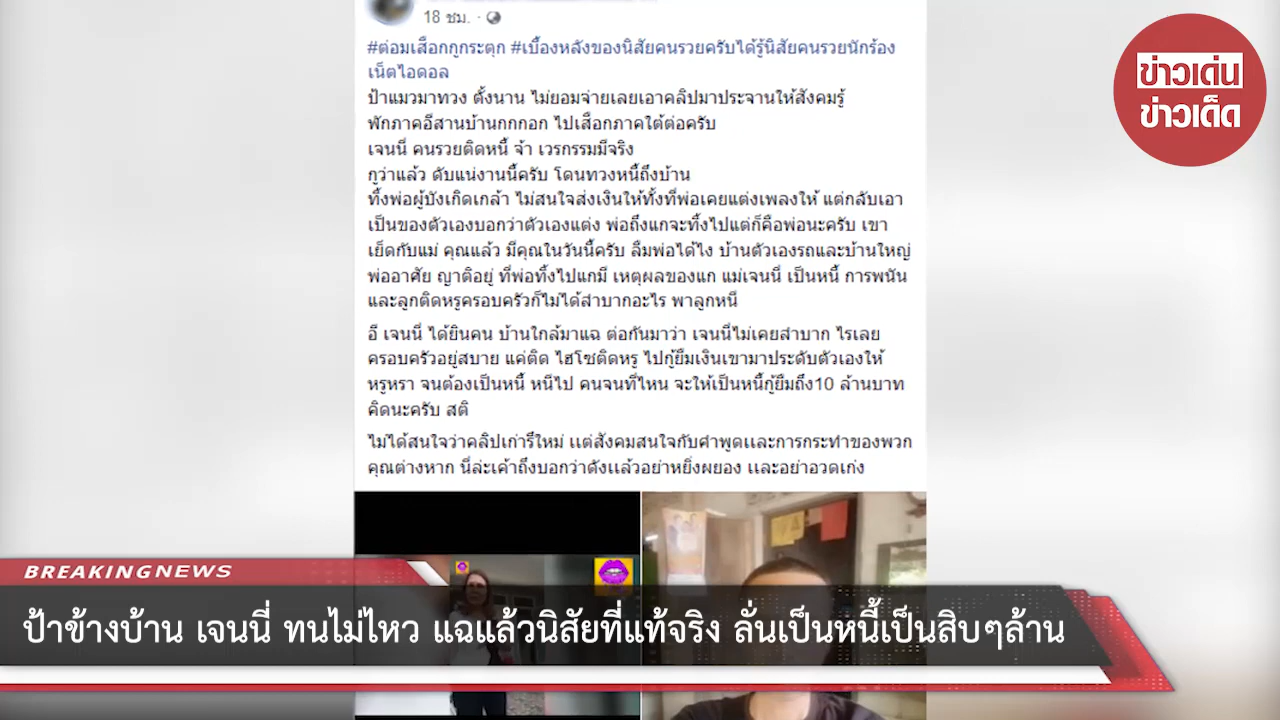 18 ชม. ·
#ต่อมเสือกกูกระตุก #เบื้องหลังของนิสัยคนรวยครับได้รู้นิสัยคนรวยนักร้อง
เน็ตไอดอล
ป้าแมวมาทวง ตั้งนาน ไม่ยอมจ่ายเลยเอาคลิปมาประจานให้สังคมรู้
พักภาคอีสานบ้านกกกอก ไปเสือกภาคใต้ต่อครับ
เจนนี่ คนรวยติดหนี้ จ้า เวรกรรมมีจริง
กูว่าแล้ว ดับแน่งานนี้ครับ โดนทวงหนี้ถึงบ้าน
ทิ้งพ่อผู้บังเกิดเกล้า ไม่สนใจส่งเงินให้ทั้งที่พ่อเคยแต่งเพลงให้ แต่กลับเอา
เป็นของตัวเองบอกว่าตัวเองแต่ง พ่อถึงแกจะทิ้งไปแต่ก็คือพ่อนะครับ เขา
เย็ดกับแม่ คุณแล้ว มีคุณในวันนี้ครับ ลืมพ่อได้ไง บ้านตัวเองรถและบ้านใหญ่
พ่ออาศัย ญาติอยู่ ที่พ่อทิ้งไปแกมี เหตุผลของแก แม่เจนนี่ เป็นหนี้ การพนัน
และลูกติดหรูครอบครัวก็ไม่ได้สำบากอะไร พาลูกหนี
อี เจนนี่ ได้ยินคน บ้านใกล้มาแฉ ต่อกันมาว่า เจนนี่ไม่เคยสำบาก ไรเลย
ครอบครัวอยู่สบาย แค่ติด ไฮโซติดหรู ไปกู้ยืมเงินเขามาประดับตัวเองให้
หรูหรา จนต้องเป็นหนี้ หนีไป คนจนที่ไหน จะให้เป็นหนี้กู้ยืมถึง10 ล้านบาท
คิดนะครับ สติ
ไม่ได้สนใจว่าคลิปเก่ารึใหม่ แต่สังคมสนใจกับคำพูดและการกระทำของพวก
คุณต่างหาก นี่ล่ะเค้าถึงบอกว่าดังแล้วอย่าหยิ่งผยอง และอย่าอวดเก่ง
ข่าวเด่น
ข่าวเด็ด
BREAKING NEWS
ป้าข้างบ้าน เจนนี่ ทนไม่ไหว แฉแล้วนิสัยที่แท้จริง ลั่นเป็นหนี้เป็นสิบๆล้าน